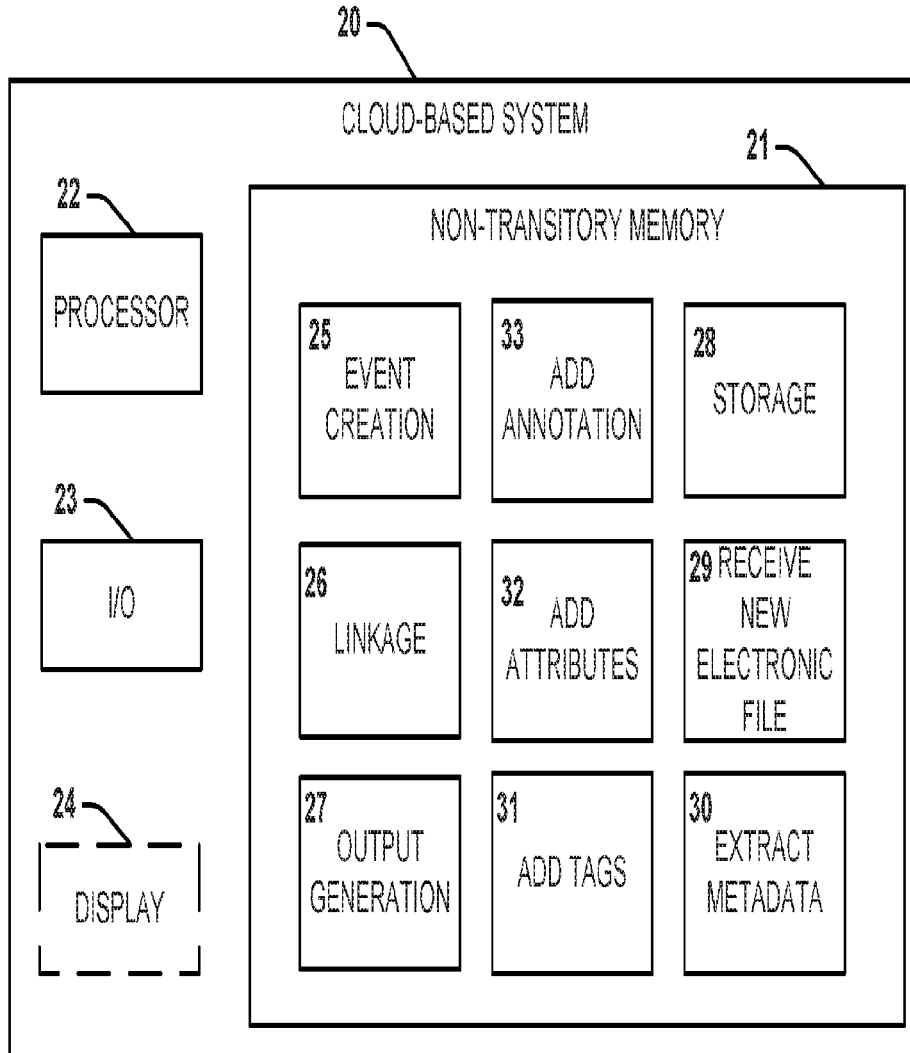 20
CLOUD-BASED SYSTEM
21
22
NON-TRANSITORY MEMORY
PROCESSOR
25
EVENT
CREATION
33
ADD
ANNOTATION
28
STORAGE
23
I/O
26
LINKAGE
32
ADD
ATTRIBUTES
29 RECEIVE
NEW
ELECTRONIC
FILE
24
DISPLAY
27
OUTPUT
GENERATION
31
ADD TAGS
30
EXTRACT
METADATA